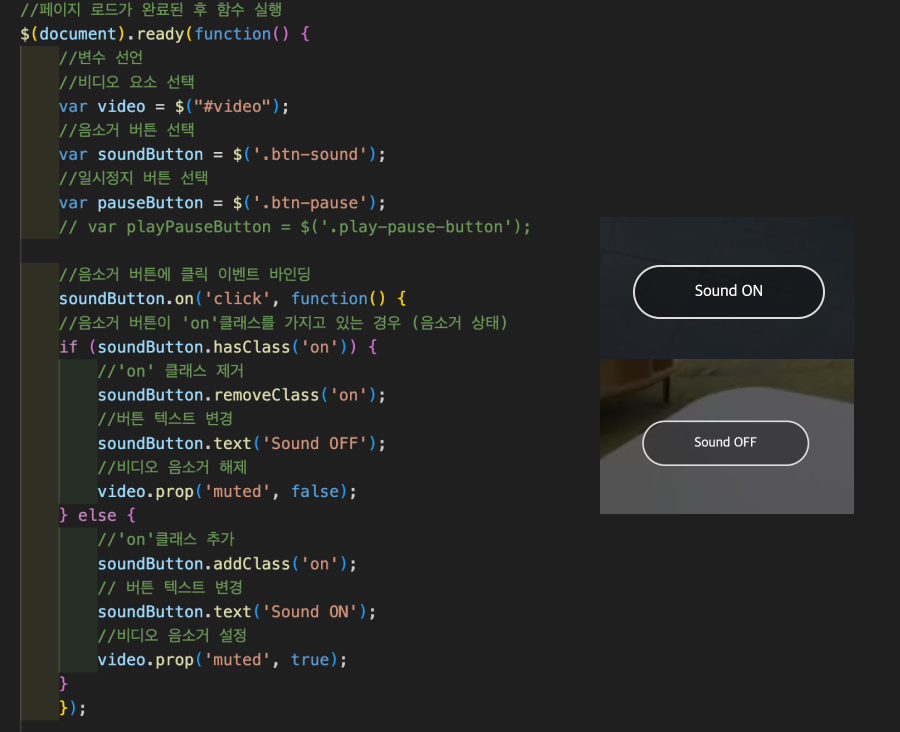 //페이지 로드가 완료된 후 함수 실행
$(document).ready(function() {
//변수 선언
//비디오 요소 선택
var video = $("#video");
//음소거 버튼 선택
var soundButton = $('.btn-sound');
//일시정지 버튼 선택
var pauseButton = $('.btn-pause');
// var playPauseButton = $('.play-pause-button');
//음소거 버튼에 클릭 이벤트 바인딩
soundButton.on('click', function() {
//음소거 버튼이 'on'클래스를 가지고 있는 경우 (음소거 상태)
if (soundButton.hasClass('on')) {
//'on' 클래스 제거
soundButton.removeClass('on');
//버튼 텍스트 변경
soundButton.text('Sound OFF');
//비디오 음소거 해제
video.prop('muted', false);
} else {
//'on'클래스 추가
soundButton.addClass('on');
// 버튼 텍스트 변경
soundButton.text('Sound ON');
//비디오 음소거 설정
video.prop('muted', true);
}
});
Sound ON
Sound OFF